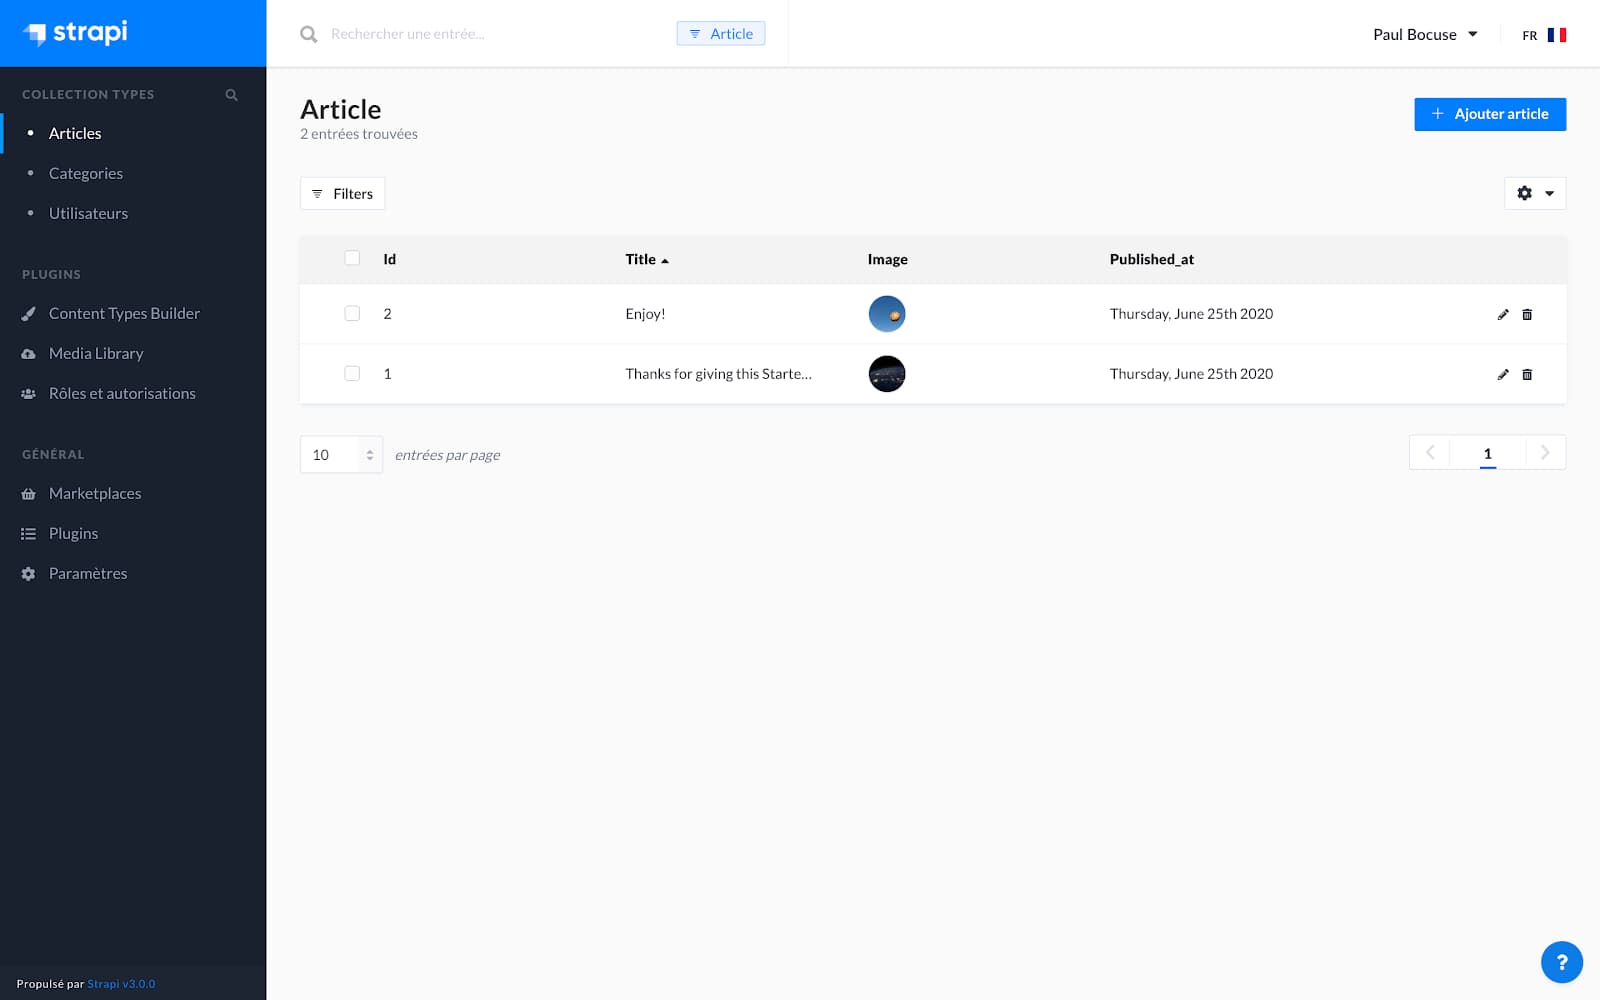 strapi
Rechercher une entrée...
Article
Paul Bocuse
FR
COLLECTION TYPES
Articles
Categories
Utilisateurs
PLUGINS
Content Types Builder
Media Library
Rôles et autorisations
GÉNÉRAL
Marketplaces
Plugins
Paramètres
Propulsé par Strapi v3.0.0
Article
2 entrées trouvées
Ajouter article
Filters
Id Title Image Published_at
2 Enjoy! Thursday, June 25th 2020
1 Thanks for giving this Starte... Thursday, June 25th 2020
10 entrées par page
1
?